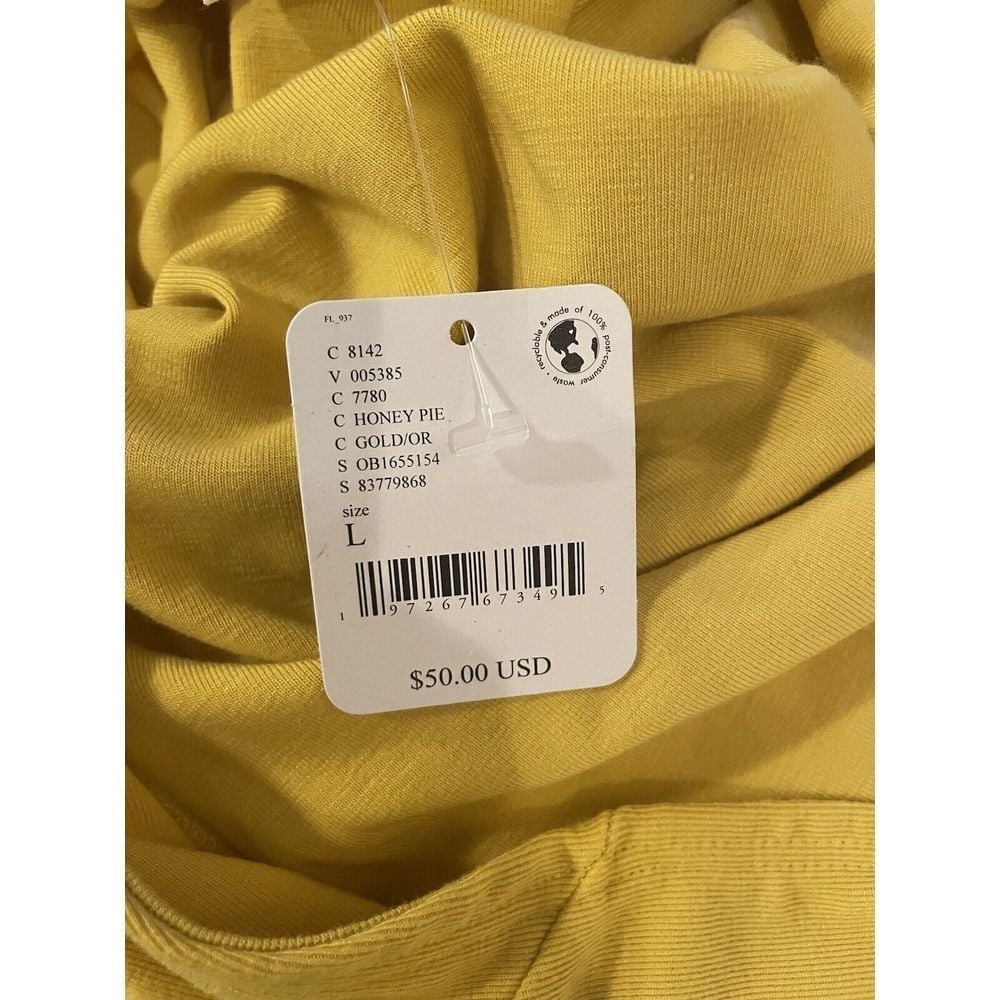 FL_937
recyclable & made of 100% post-consumer waste •
C 8142
V 005385
C 7780
C HONEY PIE
C GOLD/OR
S OB1655154
S 83779868
size
L
1 97267 67349 5
$50.00 USD